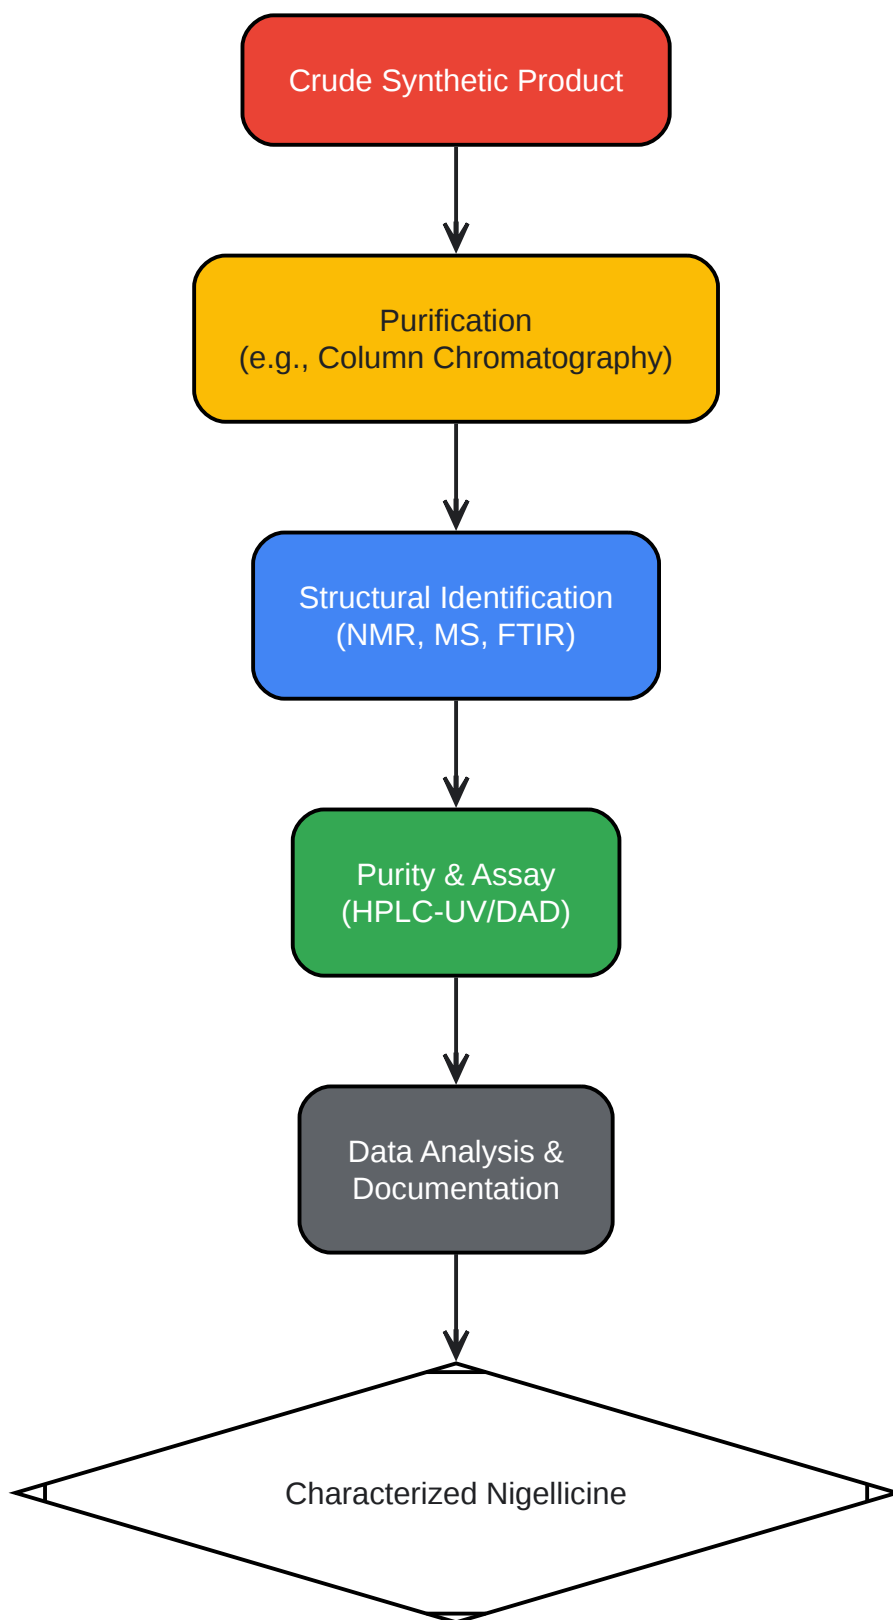 Crude Synthetic Product
Purification
(e.g., Column Chromatography)
Structural Identification
(NMR, MS, FTIR)
Purity & Assay
(HPLC-UV/DAD)
Data Analysis &
Documentation
Characterized Nigellicine